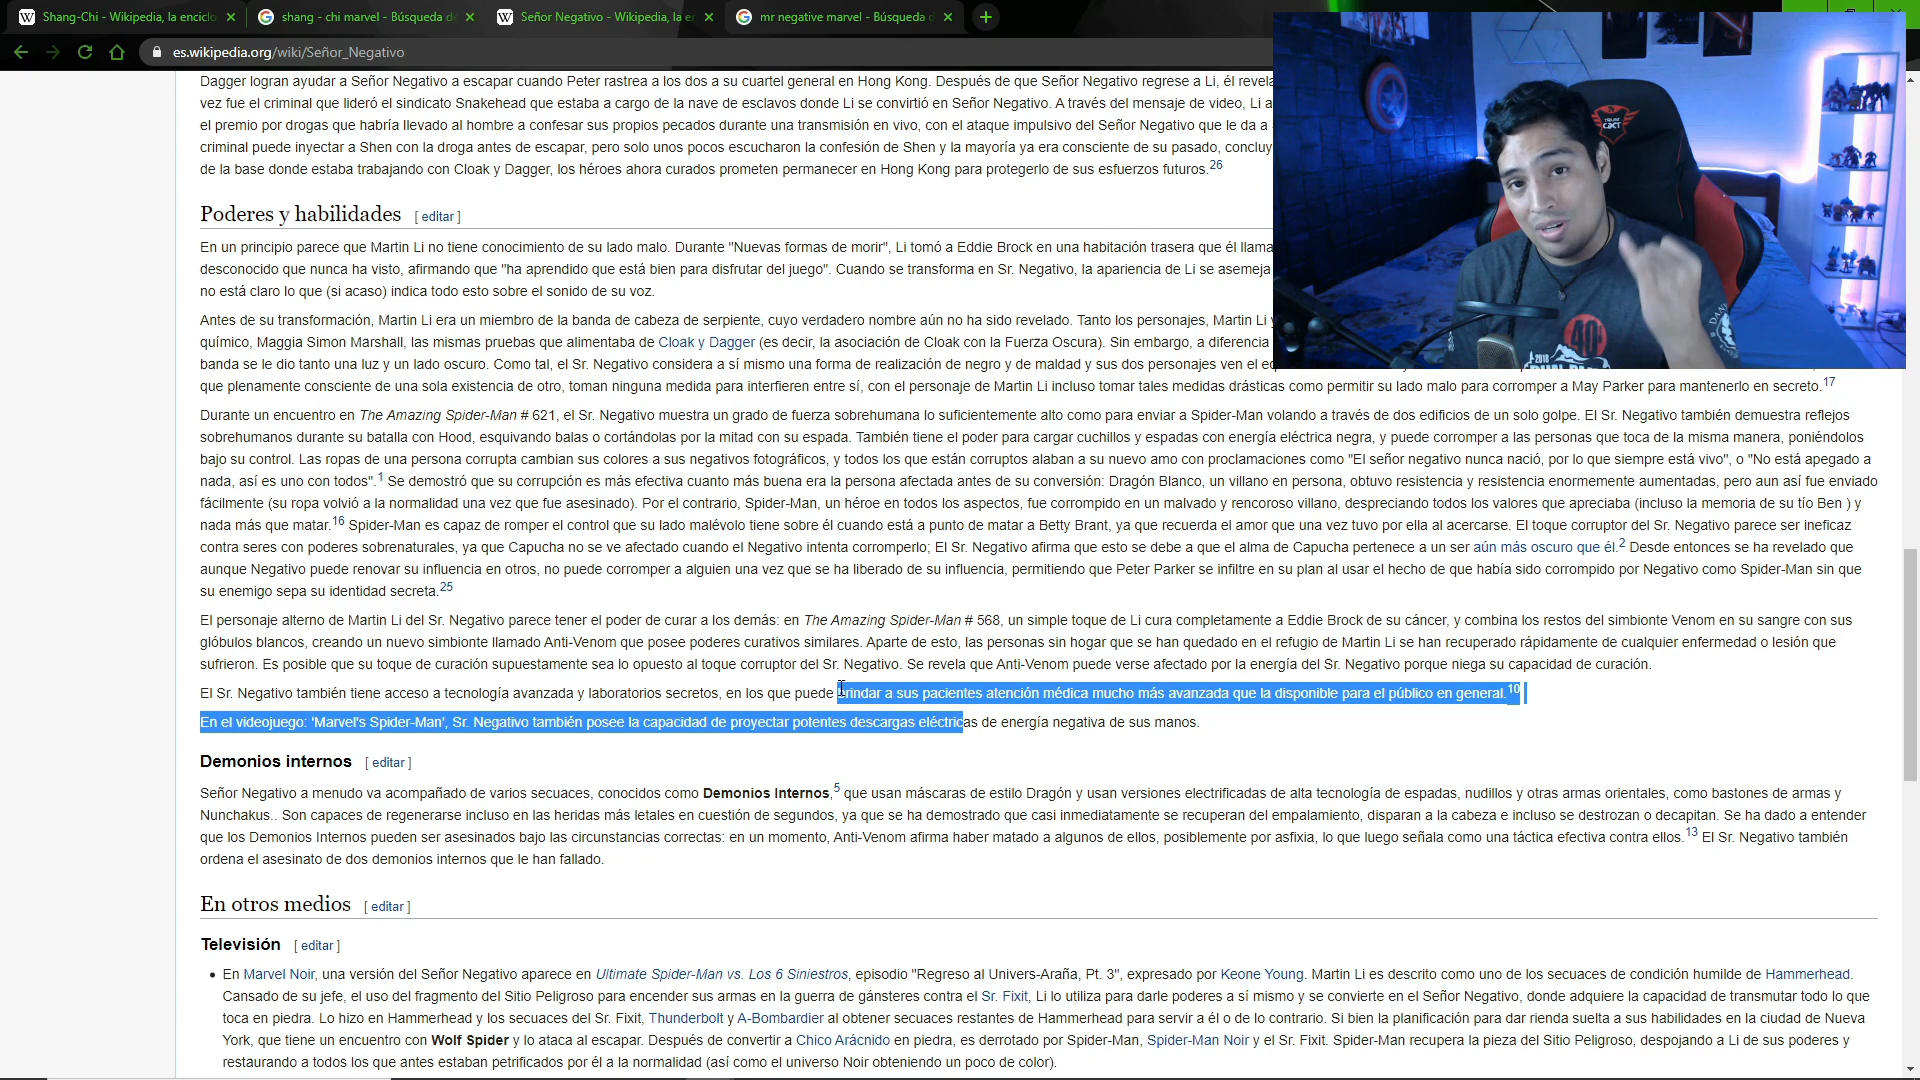 Shang-Chi - Wikipedia, la enciclo
shang - chi marvel - Búsqueda de
Señor Negativo - Wikipedia, la en
mr negative marvel - Búsqueda d
es.wikipedia.org/wiki/Señor_Negativo
Dagger logran ayudar a Señor Negativo a escapar cuando Peter rastrea a los dos a su cuartel general en Hong Kong. Después de que Señor Negativo regrese a Li, él revela
vez fue el criminal que lideró el sindicato Snakehead que estaba a cargo de la nave de esclavos donde Li se convirtió en Señor Negativo. A través del mensaje de video, Li a
el premio por drogas que habría llevado al hombre a confesar sus propios pecados durante una transmisión en vivo, con el ataque impulsivo del Señor Negativo que le da a
criminal puede inyectar a Shen con la droga antes de escapar, pero solo unos pocos escucharon la confesión de Shen y la mayoría ya era consciente de su pasado, concluy
de la base donde estaba trabajando con Cloak y Dagger, los héroes ahora curados prometen permanecer en Hong Kong para protegerlo de sus esfuerzos futuros.26
Poderes y habilidades [ editar ]
En un principio parece que Martin Li no tiene conocimiento de su lado malo. Durante "Nuevas formas de morir", Li tomó a Eddie Brock en una habitación trasera que él llama
desconocido que nunca ha visto, afirmando que "ha aprendido que está bien para disfrutar del juego". Cuando se transforma en Sr. Negativo, la apariencia de Li se asemeja
no está claro lo que (si acaso) indica todo esto sobre el sonido de su voz.
Antes de su transformación, Martin Li era un miembro de la banda de cabeza de serpiente, cuyo verdadero nombre aún no ha sido revelado. Tanto los personajes, Martin Li y
químico, Maggia Simon Marshall, las mismas pruebas que alimentaba de Cloak y Dagger (es decir, la asociación de Cloak con la Fuerza Oscura). Sin embargo, a diferencia
banda se le dio tanto una luz y un lado oscuro. Como tal, el Sr. Negativo considera a sí mismo una forma de realización de negro y de maldad y sus dos personajes ven el
que plenamente consciente de una sola existencia de otro, toman ninguna medida para interfieren entre sí, con el personaje de Martin Li incluso tomar tales medidas drásticas como permitir su lado malo para corromper a May Parker para mantenerlo en secreto.17
Durante un encuentro en The Amazing Spider-Man # 621, el Sr. Negativo muestra un grado de fuerza sobrehumana lo suficientemente alto como para enviar a Spider-Man volando a través de dos edificios de un solo golpe. El Sr. Negativo también demuestra reflejos
sobrehumanos durante su batalla con Hood, esquivando balas o cortándolas por la mitad con su espada. También tiene el poder para cargar cuchillos y espadas con energía eléctrica negra, y puede corromper a las personas que toca de la misma manera, poniéndolos
bajo su control. Las ropas de una persona corrupta cambian sus colores a sus negativos fotográficos, y todos los que están corruptos alaban a su nuevo amo con proclamaciones como "El señor negativo nunca nació, por lo que siempre está vivo", o "No está apegado a
nada, así es uno con todos".1 Se demostró que su corrupción es más efectiva cuanto más buena era la persona afectada antes de su conversión: Dragón Blanco, un villano en persona, obtuvo resistencia y resistencia enormemente aumentadas, pero aun así fue enviado
fácilmente (su ropa volvió a la normalidad una vez que fue asesinado). Por el contrario, Spider-Man, un héroe en todos los aspectos, fue corrompido en un malvado y rencoroso villano, despreciando todos los valores que apreciaba (incluso la memoria de su tío Ben ) y
nada más que matar.16 Spider-Man es capaz de romper el control que su lado malévolo tiene sobre él cuando está a punto de matar a Betty Brant, ya que recuerda el amor que una vez tuvo por ella al acercarse. El toque corruptor del Sr. Negativo parece ser ineficaz
contra seres con poderes sobrenaturales, ya que Capucha no se ve afectado cuando el Negativo intenta corromperlo; El Sr. Negativo afirma que esto se debe a que el alma de Capucha pertenece a un ser aún más oscuro que él.2 Desde entonces se ha revelado que
aunque Negativo puede renovar su influencia en otros, no puede corromper a alguien una vez que se ha liberado de su influencia, permitiendo que Peter Parker se infiltre en su plan al usar el hecho de que había sido corrompido por Negativo como Spider-Man sin que
su enemigo sepa su identidad secreta.25
El personaje alterno de Martin Li del Sr. Negativo parece tener el poder de curar a los demás: en The Amazing Spider-Man # 568, un simple toque de Li cura completamente a Eddie Brock de su cáncer, y combina los restos del simbionte Venom en su sangre con sus
glóbulos blancos, creando un nuevo simbionte llamado Anti-Venom que posee poderes curativos similares. Aparte de esto, las personas sin hogar que se han quedado en el refugio de Martin Li se han recuperado rápidamente de cualquier enfermedad o lesión que
sufrieron. Es posible que su toque de curación supuestamente sea lo opuesto al toque corruptor del Sr. Negativo. Se revela que Anti-Venom puede verse afectado por la energía del Sr. Negativo porque niega su capacidad de curación.
El Sr. Negativo también tiene acceso a tecnología avanzada y laboratorios secretos, en los que puede brindar a sus pacientes atención médica mucho más avanzada que la disponible para el público en general.10
En el videojuego: 'Marvel's Spider-Man', Sr. Negativo también posee la capacidad de proyectar potentes descargas eléctricas de energía negativa de sus manos.
Demonios internos [ editar ]
Señor Negativo a menudo va acompañado de varios secuaces, conocidos como Demonios Internos,5 que usan máscaras de estilo Dragón y usan versiones electrificadas de alta tecnología de espadas, nudillos y otras armas orientales, como bastones de armas y
Nunchakus.. Son capaces de regenerarse incluso en las heridas más letales en cuestión de segundos, ya que se ha demostrado que casi inmediatamente se recuperan del empalamiento, disparan a la cabeza e incluso se destrozan o decapitan. Se ha dado a entender
que los Demonios Internos pueden ser asesinados bajo las circunstancias correctas: en un momento, Anti-Venom afirma haber matado a algunos de ellos, posiblemente por asfixia, lo que luego señala como una táctica efectiva contra ellos.13 El Sr. Negativo también
ordena el asesinato de dos demonios internos que le han fallado.
En otros medios [ editar ]
Televisión [ editar ]
En Marvel Noir, una versión del Señor Negativo aparece en Ultimate Spider-Man vs. Los 6 Siniestros, episodio "Regreso al Univers-Araña, Pt. 3", expresado por Keone Young. Martin Li es descrito como uno de los secuaces de condición humilde de Hammerhead.
Cansado de su jefe, el uso del fragmento del Sitio Peligroso para encender sus armas en la guerra de gánsteres contra el Sr. Fixit, Li lo utiliza para darle poderes a sí mismo y se convierte en el Señor Negativo, donde adquiere la capacidad de transmutar todo lo que
toca en piedra. Lo hizo en Hammerhead y los secuaces del Sr. Fixit, Thunderbolt y A-Bombardier al obtener secuaces restantes de Hammerhead para servir a él o de lo contrario. Si bien la planificación para dar rienda suelta a sus habilidades en la ciudad de Nueva
York, que tiene un encuentro con Wolf Spider y lo ataca al escapar. Después de convertir a Chico Arácnido en piedra, es derrotado por Spider-Man, Spider-Man Noir y el Sr. Fixit. Spider-Man recupera la pieza del Sitio Peligroso, despojando a Li de sus poderes y
restaurando a todos los que antes estaban petrificados por él a la normalidad (así como el universo Noir obteniendo un poco de color).